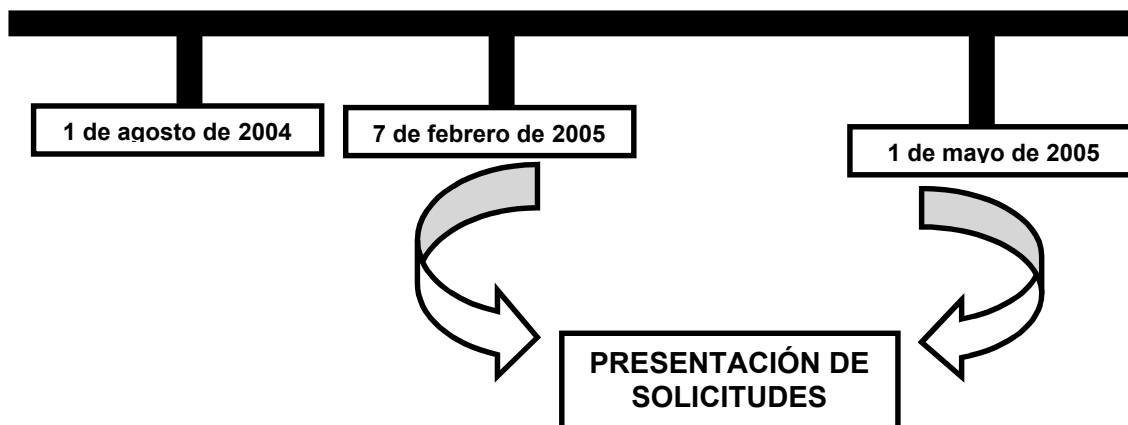 1 de agosto de 2004
7 de febrero de 2005
1 de mayo de 2005
PRESENTACIÓN DE
SOLICITUDES